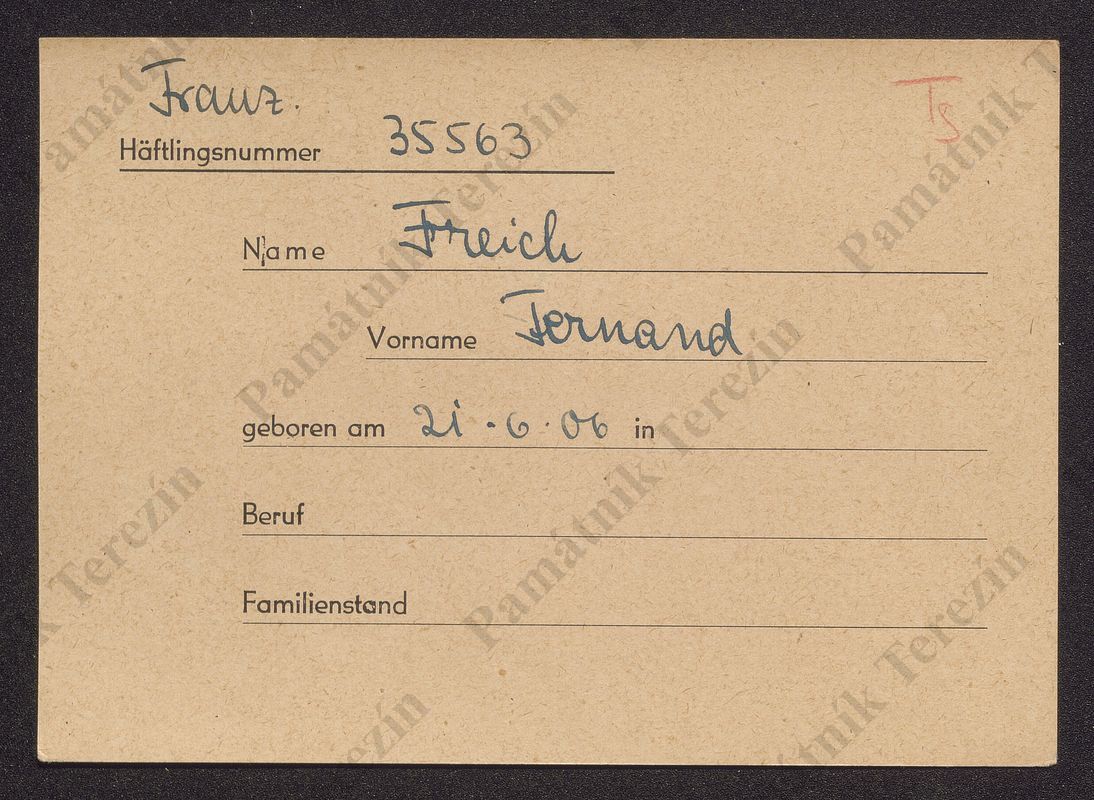 Franz.
Ts
Häftlingsnummer 35563
Name Freich
Vorname Fernand
geboren am 21.6.06 in
Beruf
Familienstand
Památník Terezín